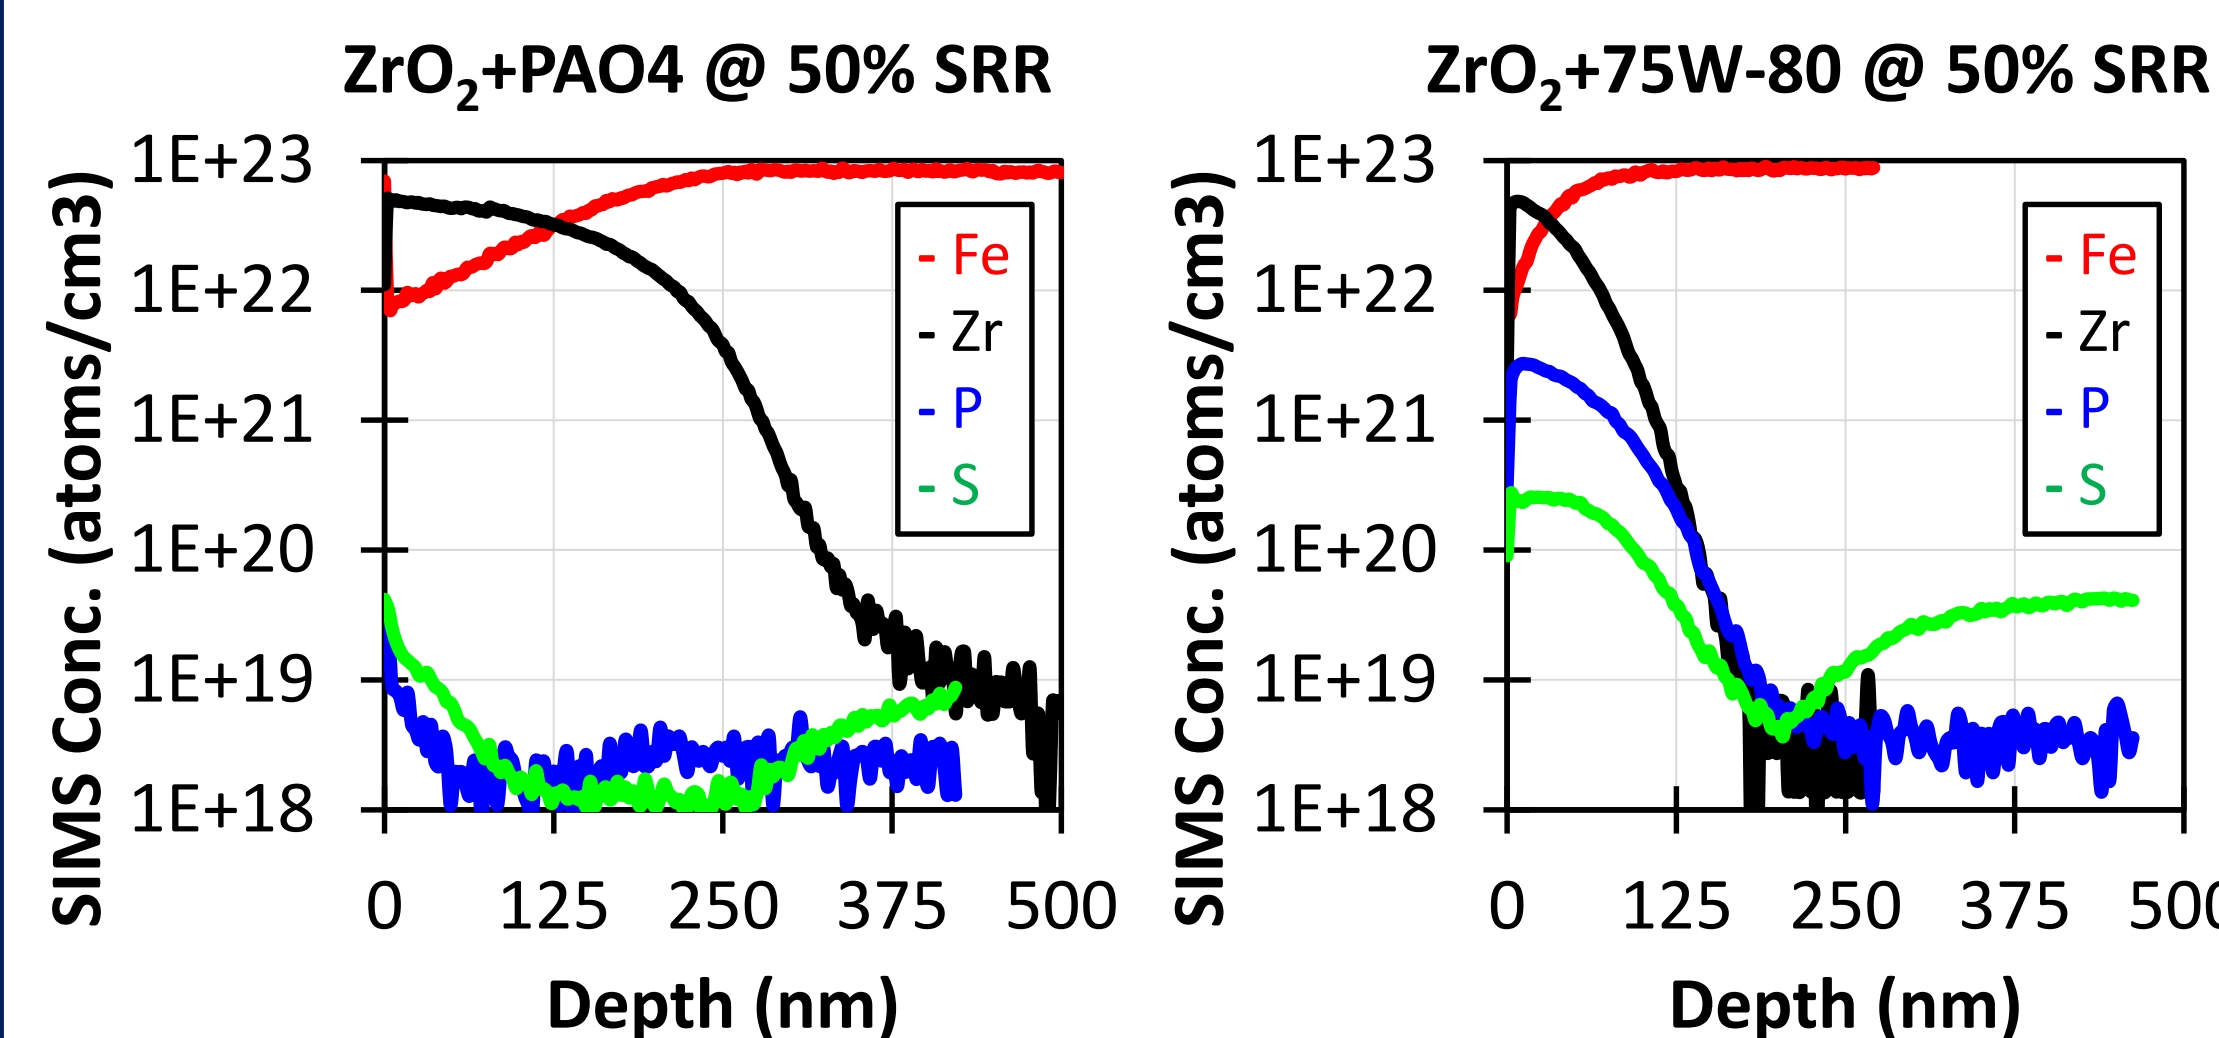 ZrO2+PAO4 @ 50% SRR
SIMS Conc. (atoms/cm3)
1E+23
1E+22
1E+21
1E+20
1E+19
1E+18
- Fe
- Zr
- P
- S
0 125 250 375 500
Depth (nm)
ZrO2+75W-80 @ 50% SRR
SIMS Conc. (atoms/cm3)
1E+23
1E+22
1E+21
1E+20
1E+19
1E+18
- Fe
- Zr
- P
- S
0 125 250 375 500
Depth (nm)